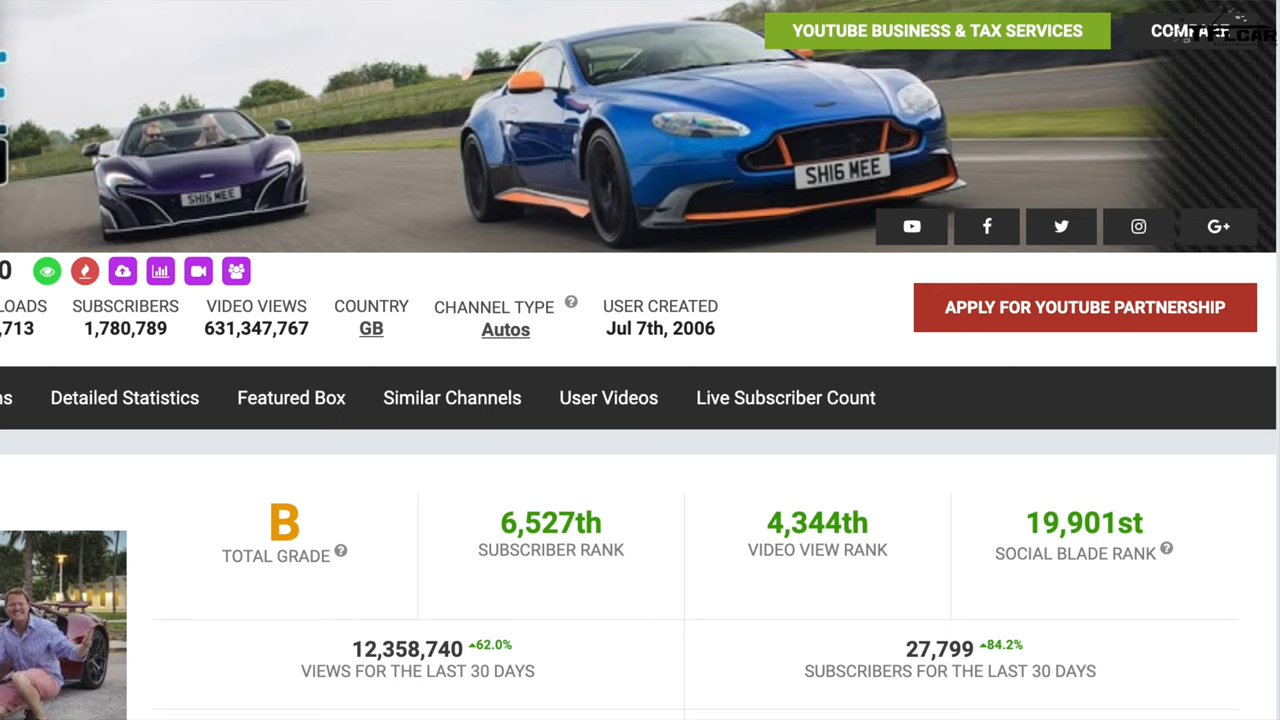 YOUTUBE BUSINESS & TAX SERVICES
SH15 MEE
SH16 MEE
0
LOADS SUBSCRIBERS VIDEO VIEWS COUNTRY CHANNEL TYPE ? USER CREATED
,713 1,780,789 631,347,767 GB Autos Jul 7th, 2006
APPLY FOR YOUTUBE PARTNERSHIP
ns Detailed Statistics Featured Box Similar Channels User Videos Live Subscriber Count
B 6,527th 4,344th 19,901st
TOTAL GRADE ? SUBSCRIBER RANK VIDEO VIEW RANK SOCIAL BLADE RANK ?
12,358,740 62.0% 27,799 84.2%
VIEWS FOR THE LAST 30 DAYS SUBSCRIBERS FOR THE LAST 30 DAYS